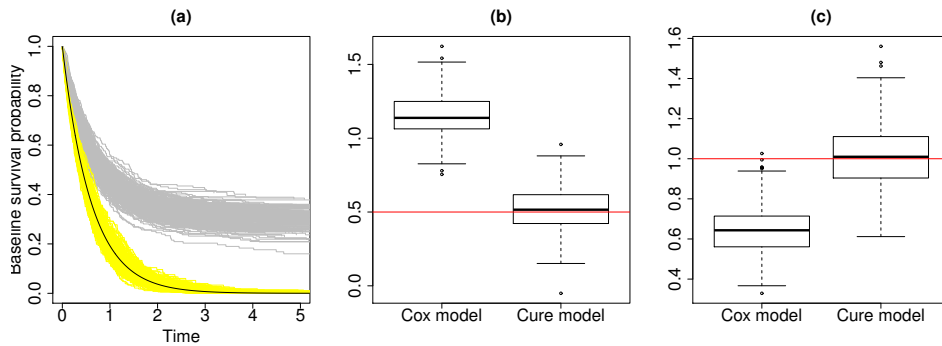 (a)
Baseline survival probability
1.0
0.8
0.6
0.4
0.2
0.0
0 1 2 3 4 5
Time
(b)
1.5
1.0
0.5
0.0
Cox model Cure model
(c)
1.6
1.4
1.2
1.0
0.8
0.6
0.4
Cox model Cure model